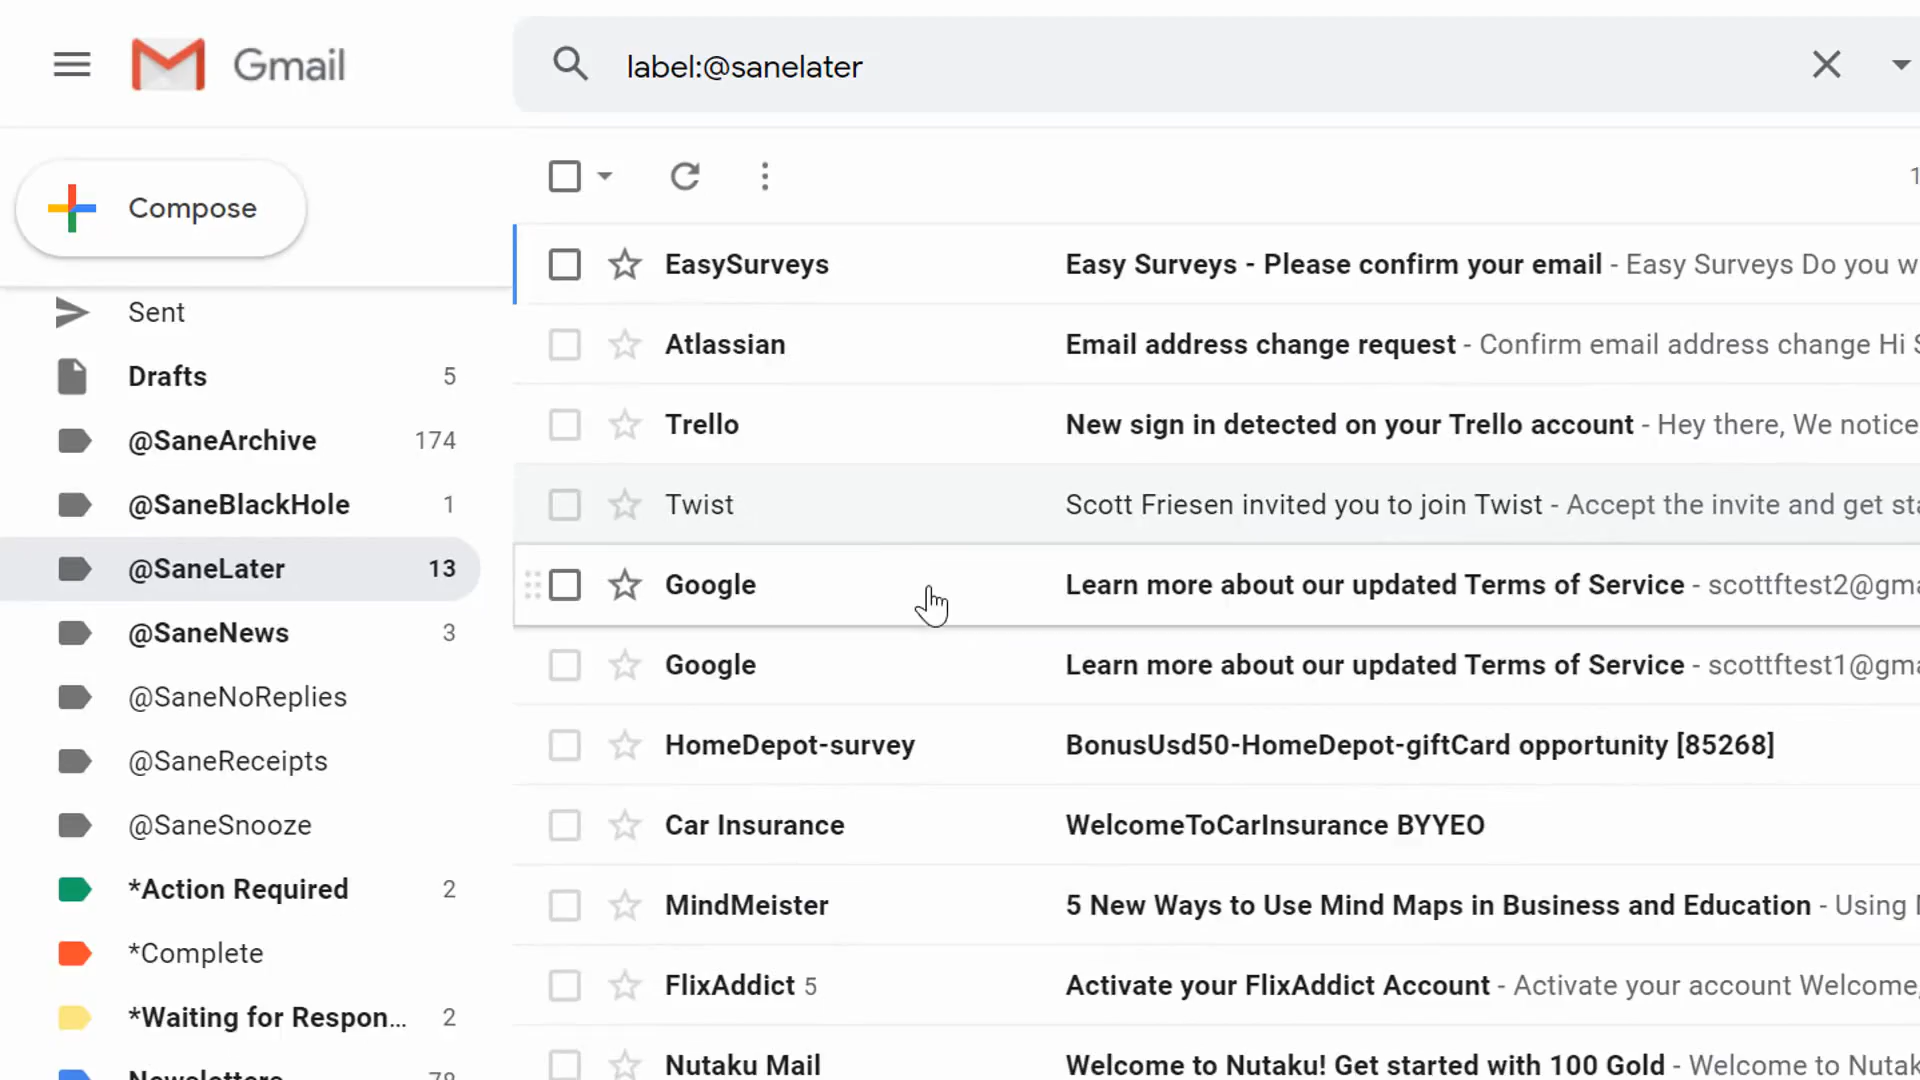 Gmail
label:@sanelater
Compose
Sent
Drafts 5
@SaneArchive 174
@SaneBlackHole 1
@SaneLater 13
@SaneNews 3
@SaneNoReplies
@SaneReceipts
@SaneSnooze
*Action Required 2
*Complete
*Waiting for Respon... 2
Newsletters 78
1
EasySurveys Easy Surveys - Please confirm your email - Easy Surveys Do you w
Atlassian Email address change request - Confirm email address change Hi S
Trello New sign in detected on your Trello account - Hey there, We notice
Twist Scott Friesen invited you to join Twist - Accept the invite and get sta
Google Learn more about our updated Terms of Service - scottftest2@gma
Google Learn more about our updated Terms of Service - scottftest1@gma
HomeDepot-survey BonusUsd50-HomeDepot-giftCard opportunity [85268]
Car Insurance WelcomeToCarInsurance BYYEO
MindMeister 5 New Ways to Use Mind Maps in Business and Education - Using
FlixAddict 5 Activate your FlixAddict Account - Activate your account Welcome,
Nutaku Mail Welcome to Nutaku! Get started with 100 Gold - Welcome to Nutak